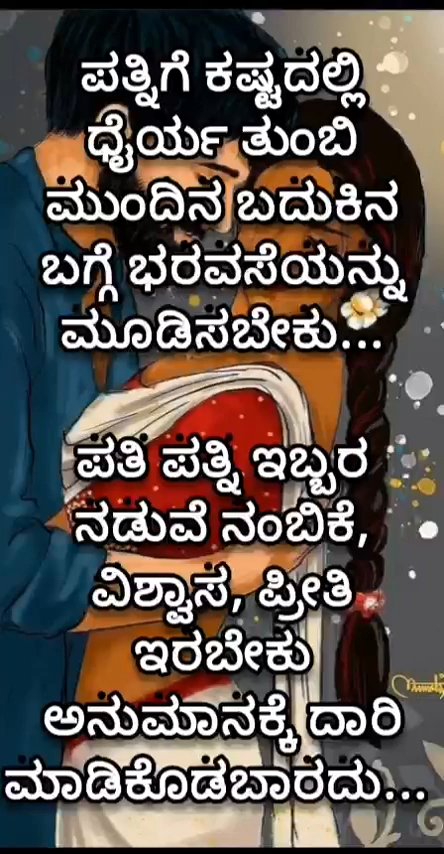 ಪತ್ನಿಗೆ ಕಷ್ಟದಲ್ಲಿ
ಧೈರ್ಯ ತುಂಬಿ
ಮುಂದಿನ ಬದುಕಿನ
ಬಗ್ಗೆ ಭರವಸೆಯನ್ನು
ಮೂಡಿಸಬೇಕು...
ಪತಿ ಪತ್ನಿ ಇಬ್ಬರ
ನಡುವೆ ನಂಬಿಕೆ,
ವಿಶ್ವಾಸ, ಪ್ರೀತಿ
ಇರಬೇಕು
ಅನುಮಾನಕ್ಕೆ ದಾರಿ
ಮಾಡಿಕೊಡಬಾರದು...